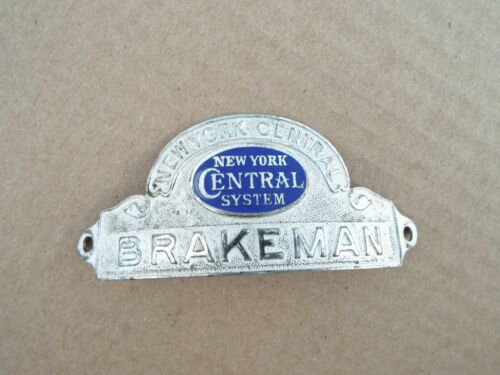 NEW YORK CENTRAL
NEW YORK
CENTRAL
SYSTEM
BRAKEMAN